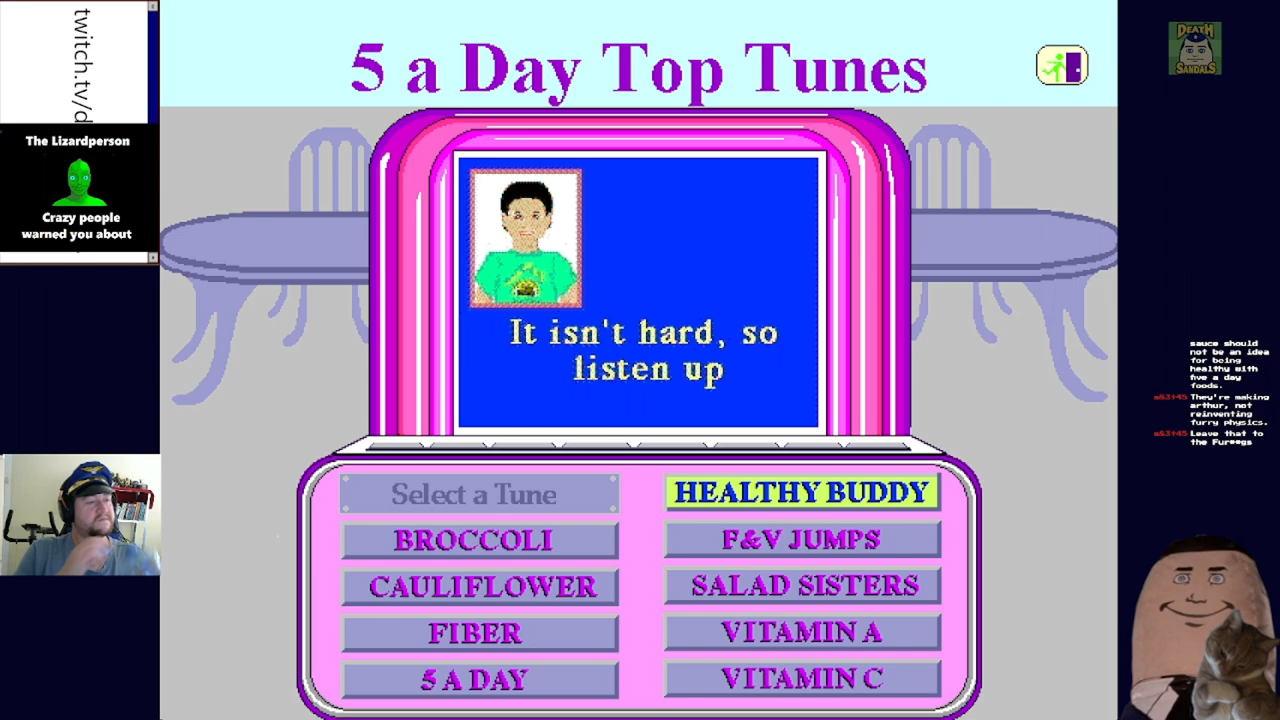 twitch.tv/d
The Lizardperson
Crazy people
warned you about
5 a Day Top Tunes
It isn't hard, so
listen up
Select a Tune
HEALTHY BUDDY
BROCCOLI
F&V JUMPS
CAULIFLOWER
SALAD SISTERS
FIBER
VITAMIN A
5 A DAY
VITAMIN C
DEATH
SANDALS
sauce should
not be an idea
for being
healthy with
five a day
foods.
They're making
arthur, not
reinventing
furry physics.
Leave that to
the Fur**gs